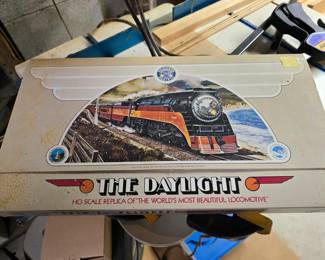 THE DAYLIGHT
HO SCALE REPLICA OF "THE WORLD'S MOST BEAUTIFUL LOCOMOTIVE"